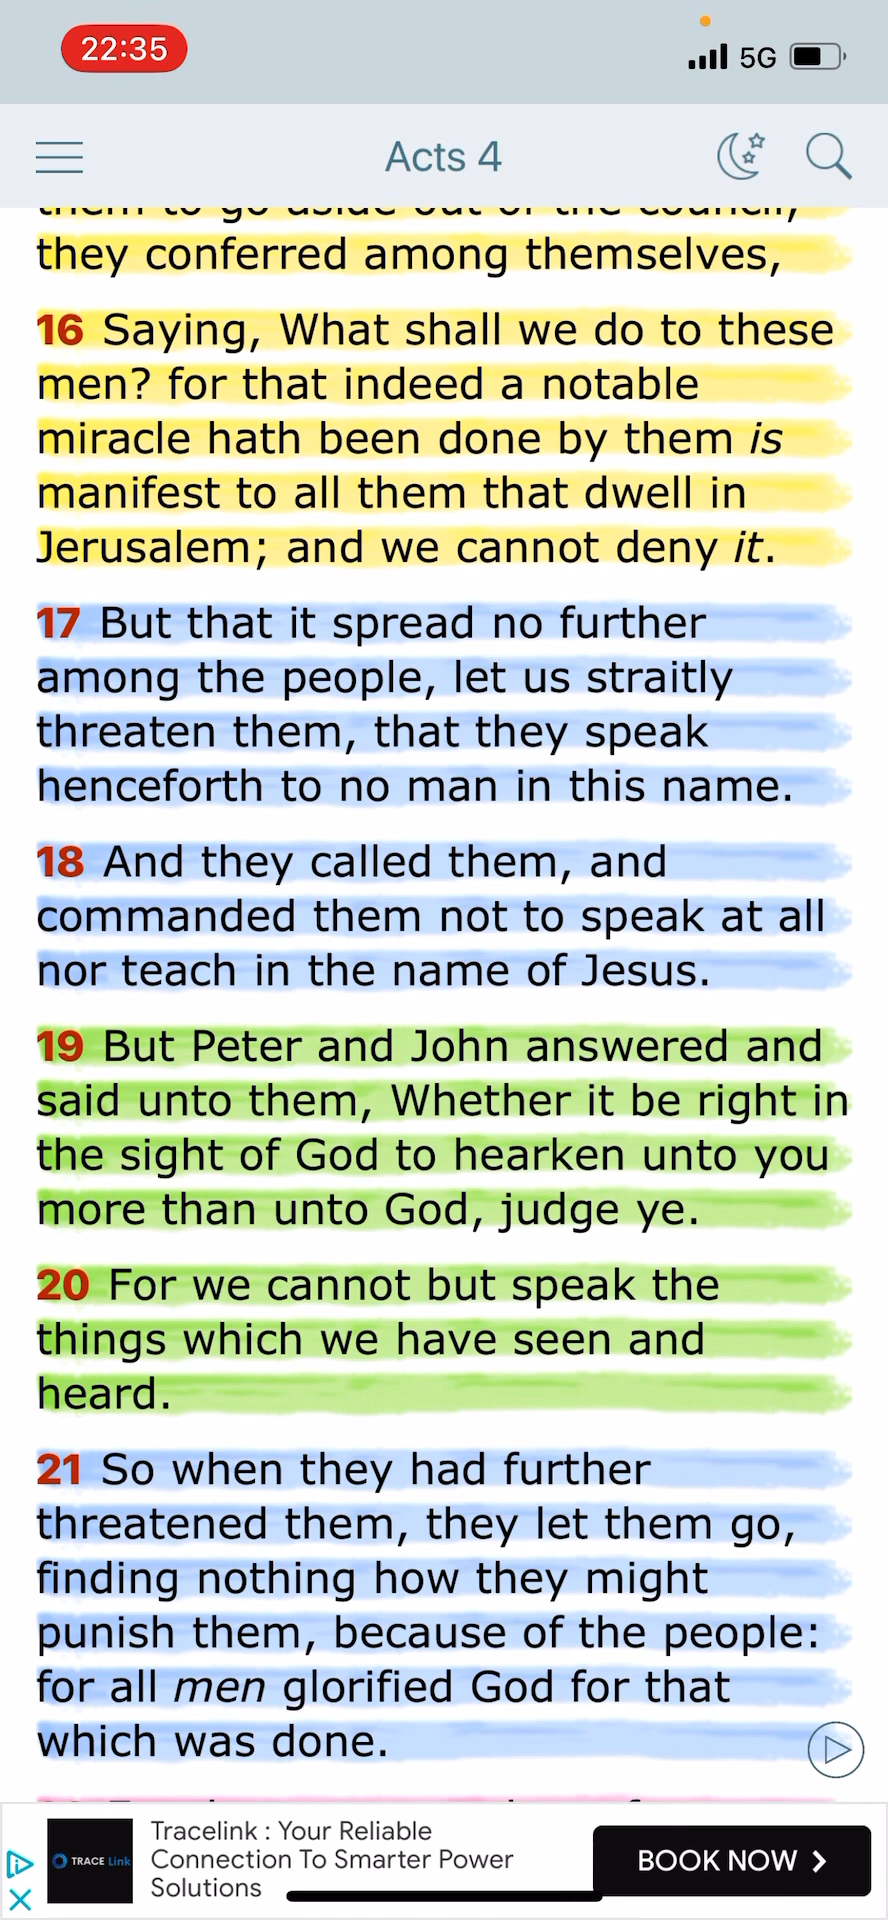 22:35
5G
Acts 4
them to go aside out of the council,
they conferred among themselves,
16 Saying, What shall we do to these
men? for that indeed a notable
miracle hath been done by them is
manifest to all them that dwell in
Jerusalem; and we cannot deny it.
17 But that it spread no further
among the people, let us straitly
threaten them, that they speak
henceforth to no man in this name.
18 And they called them, and
commanded them not to speak at all
nor teach in the name of Jesus.
19 But Peter and John answered and
said unto them, Whether it be right in
the sight of God to hearken unto you
more than unto God, judge ye.
20 For we cannot but speak the
things which we have seen and
heard.
21 So when they had further
threatened them, they let them go,
finding nothing how they might
punish them, because of the people:
for all men glorified God for that
which was done.
TRACE Link
Tracelink : Your Reliable
Connection To Smarter Power
Solutions
BOOK NOW